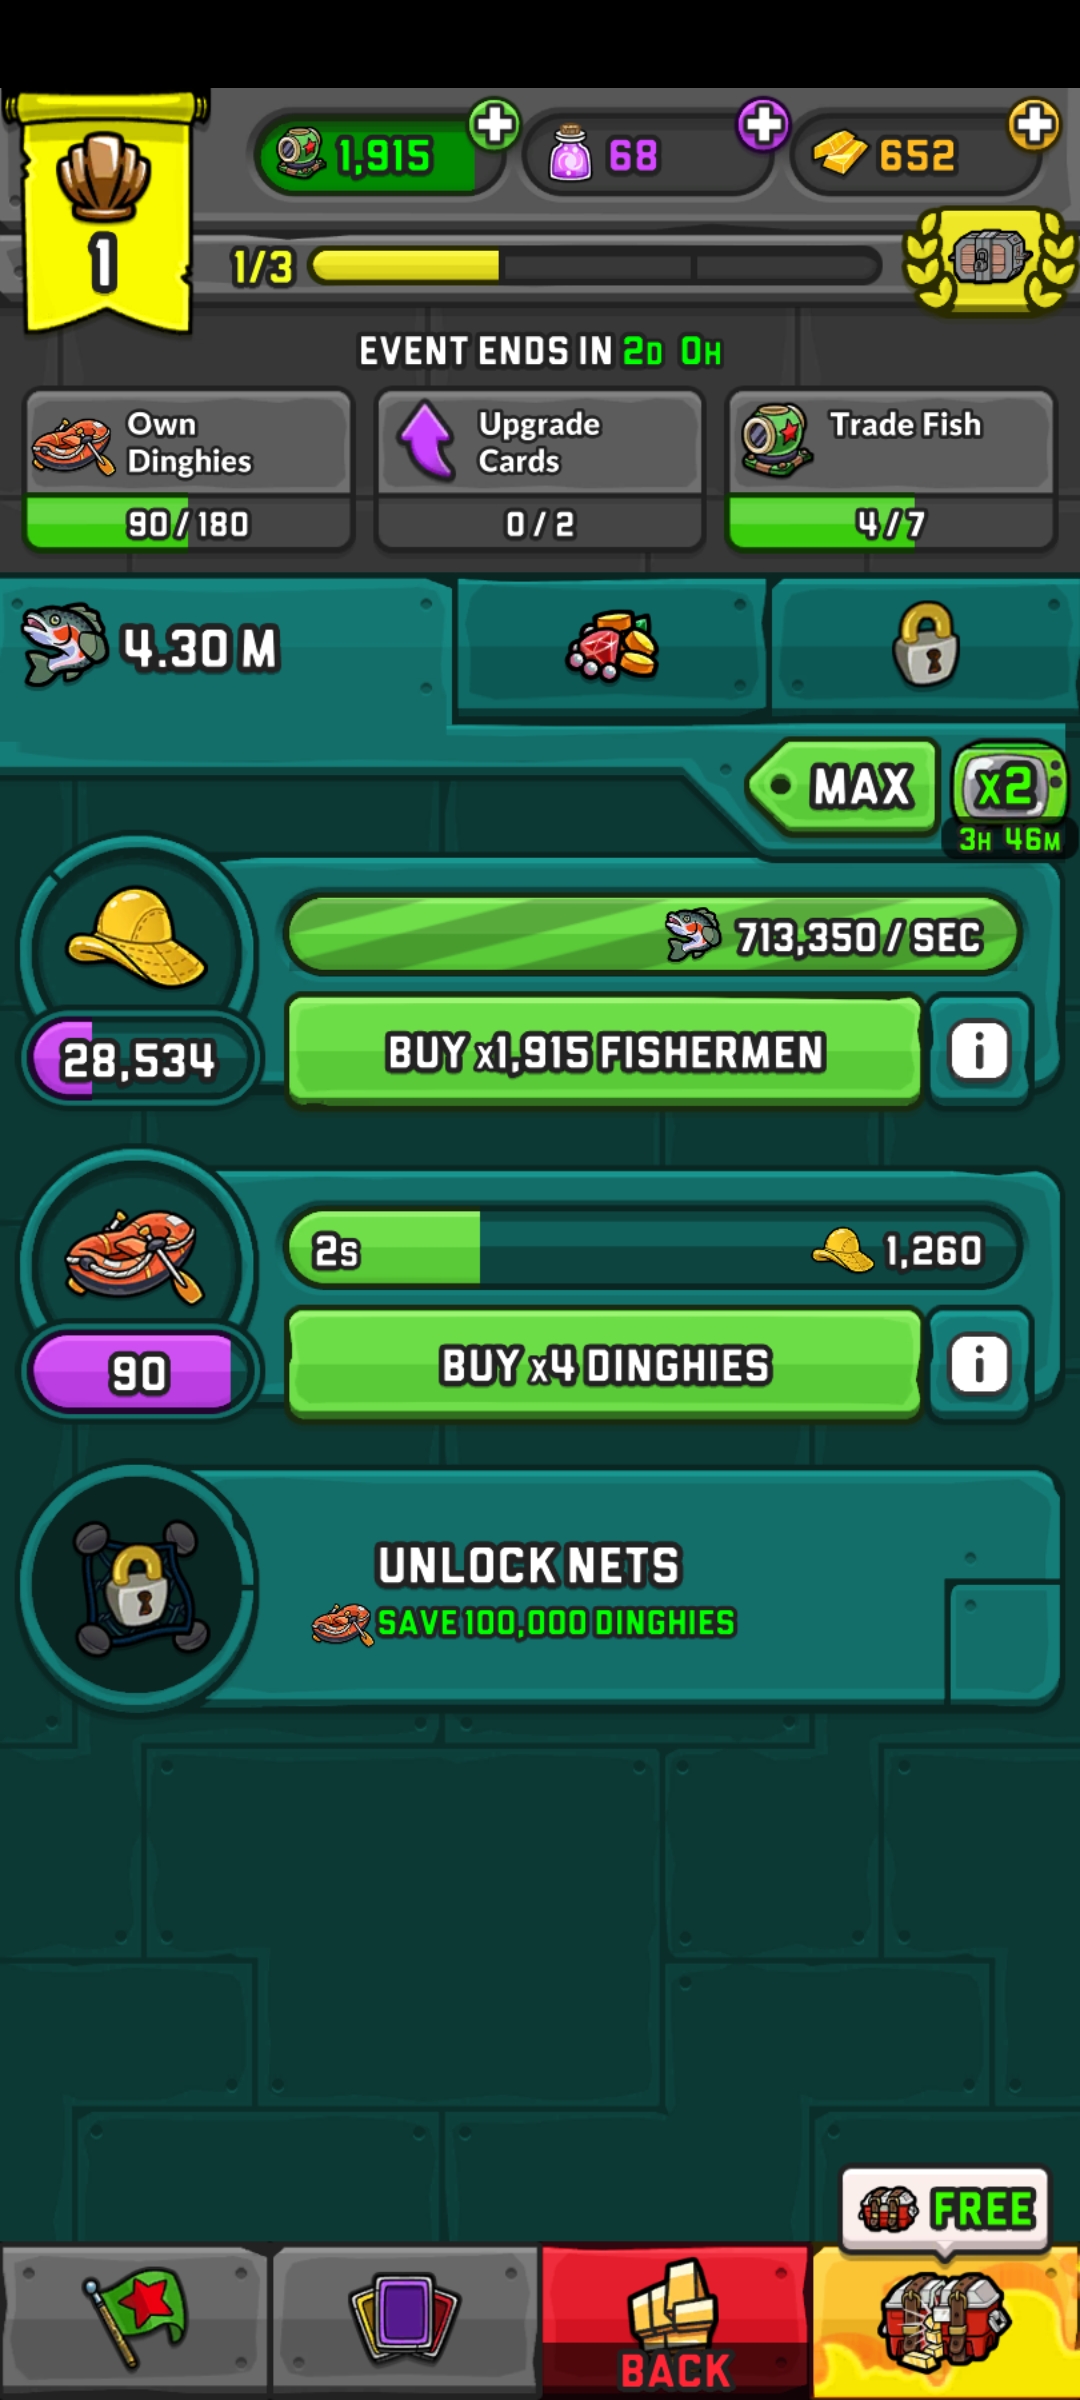 1,915
68
652
1
1/3
EVENT ENDS IN 2D 0H
Own
Dinghies
90/180
Upgrade
Cards
0/2
Trade Fish
4/7
4.30 M
MAX
x2
3H 46M
713,350 / SEC
28,534
BUY x1,915 FISHERMEN
i
2s
1,260
90
BUY x4 DINGHIES
i
UNLOCK NETS
SAVE 100,000 DINGHIES
FREE
BACK